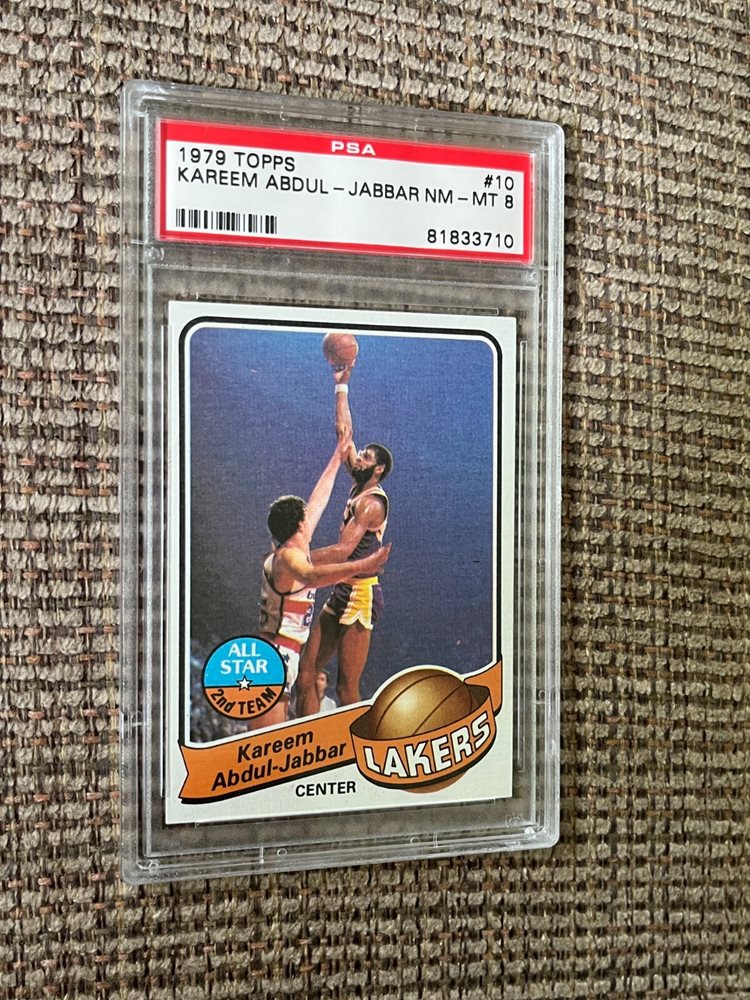 PSA
1979 TOPPS #10
KAREEM ABDUL-JABBAR NM-MT 8
81833710
ALL
STAR
2nd TEAM
Kareem
Abdul-Jabbar
LAKERS
CENTER